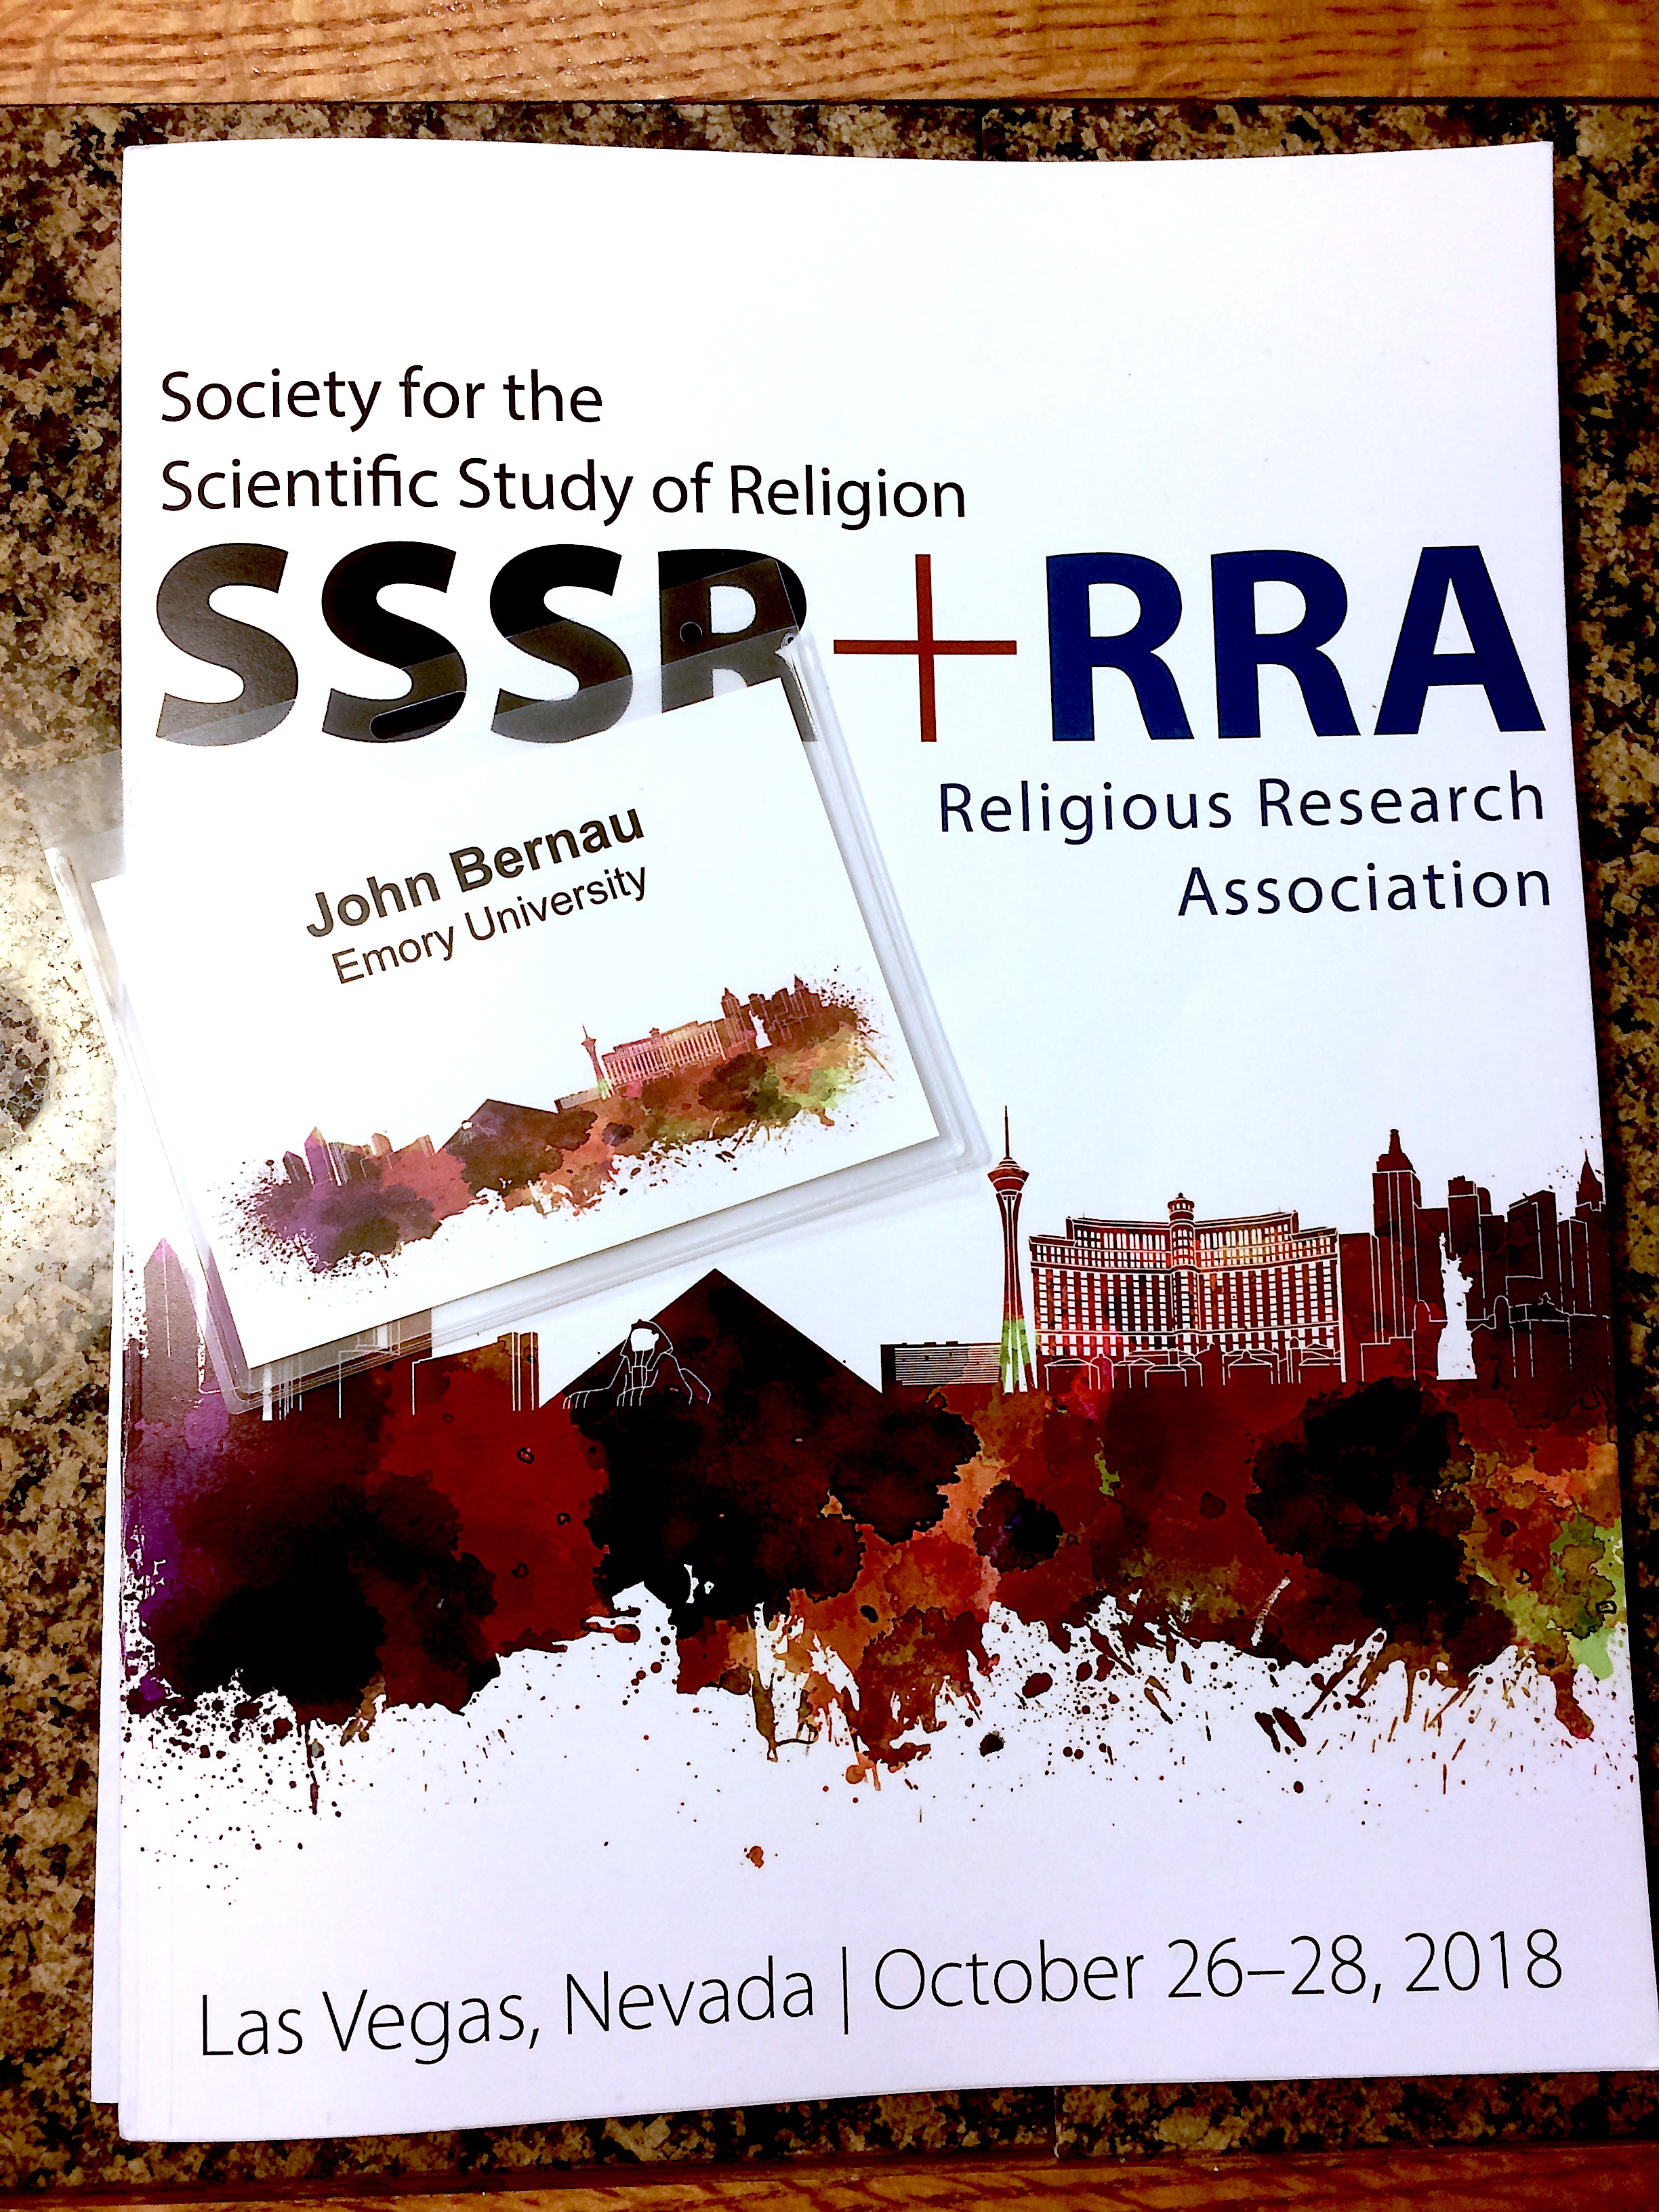 Society for the
Scientific Study of Religion
SSSR+RRA
Religious Research
Association
John Bernau
Emory University
Las Vegas, Nevada | October 26–28, 2018